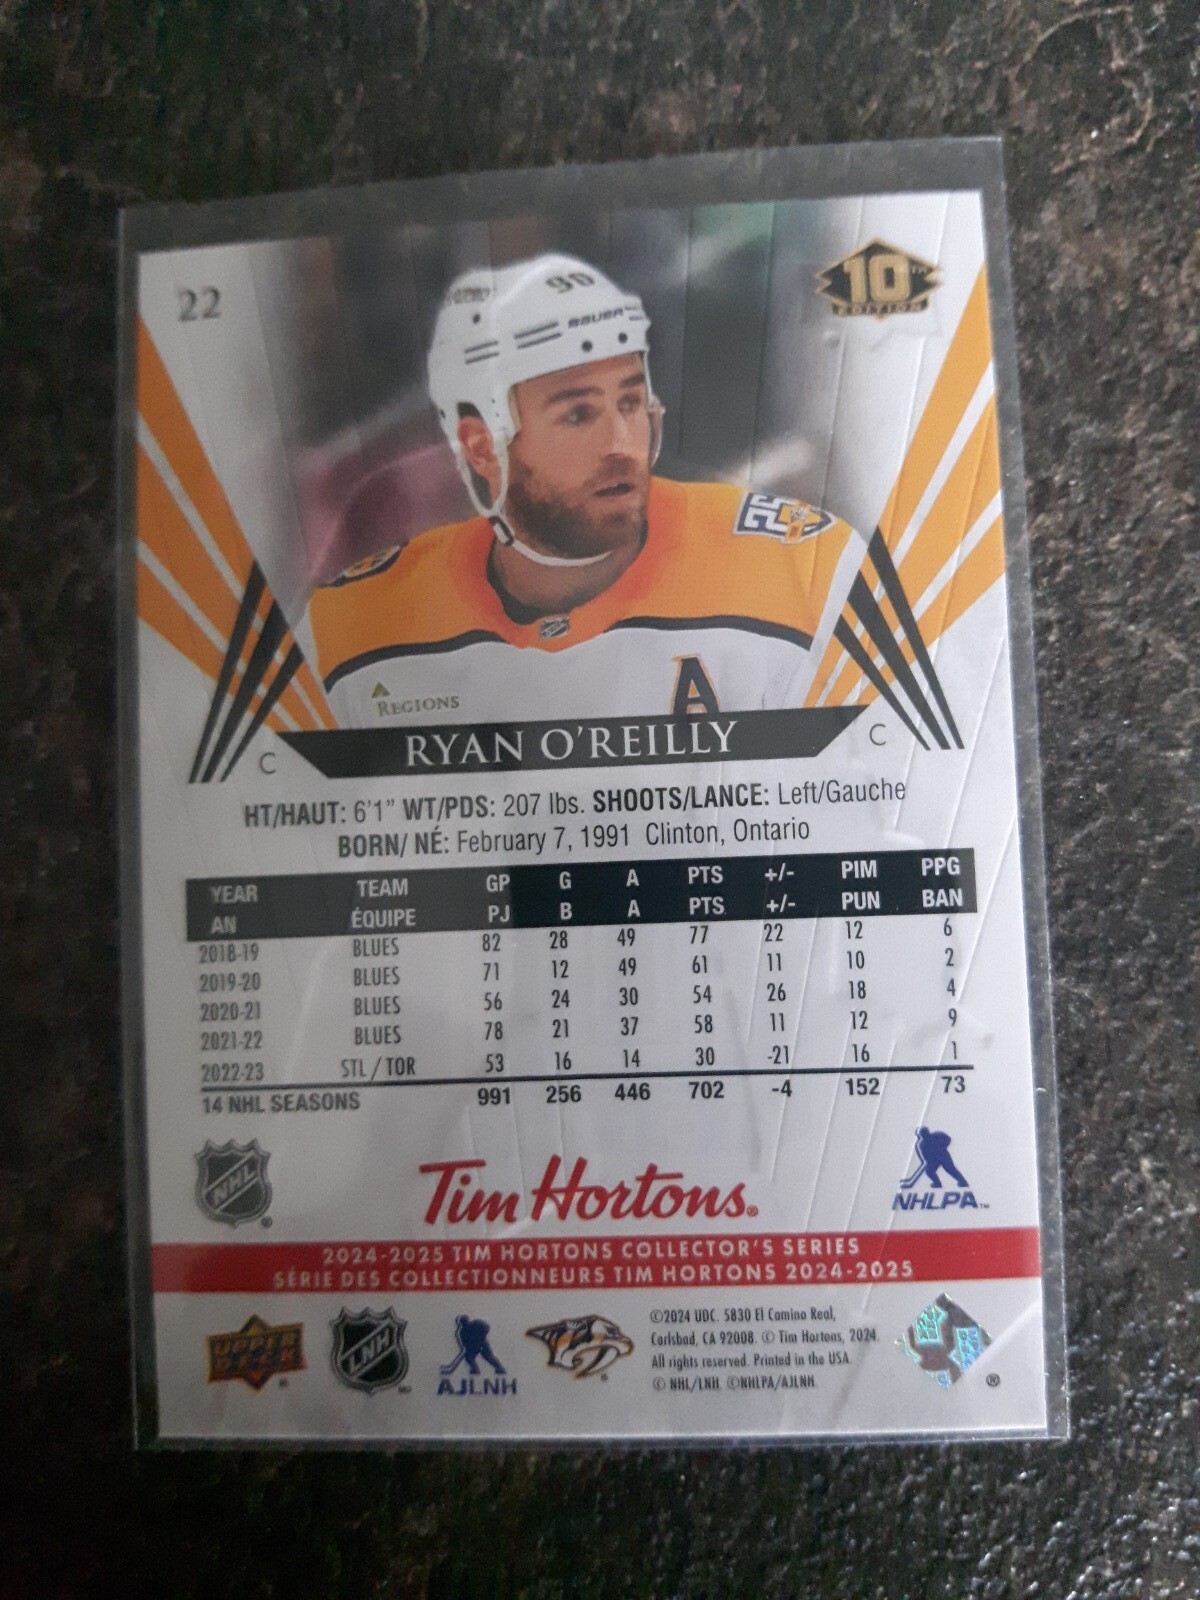 22
10TH
EDITION
90
BAUER
25
REGIONS
A
C RYAN O'REILLY C
HT/HAUT: 6'1" WT/PDS: 207 lbs. SHOOTS/LANCE: Left/Gauche
BORN/ NÉ: February 7, 1991 Clinton, Ontario
YEAR TEAM GP G A PTS +/- PIM PPG
AN ÉQUIPE PJ B A PTS +/- PUN BAN
2018-19 BLUES 82 28 49 77 22 12 6
2019-20 BLUES 71 12 49 61 11 10 2
2020-21 BLUES 56 24 30 54 26 18 4
2021-22 BLUES 78 21 37 58 11 12 9
2022-23 STL / TOR 53 16 14 30 -21 16 1
14 NHL SEASONS 991 256 446 702 -4 152 73
NHL ® Tim Hortons® NHLPA™
2024-2025 TIM HORTONS COLLECTOR'S SERIES
SÉRIE DES COLLECTIONNEURS TIM HORTONS 2024-2025
UPPER DECK ®
LNH
AJLNH
©2024 UDC. 5830 El Camino Real,
Carlsbad, CA 92008. © Tim Hortons, 2024.
All rights reserved. Printed in the USA.
© NHL/LNH. ©NHLPA/AJLNH.
®